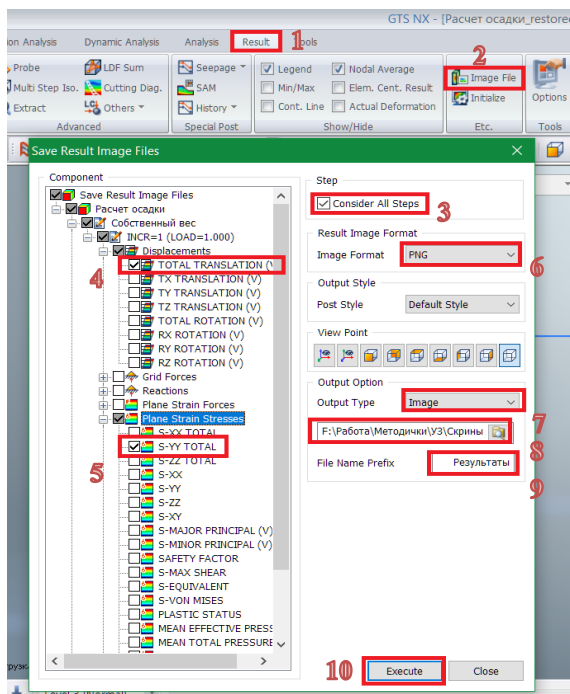 GTS NX - [Расчет осадки_restored
on Analysis Dynamic Analysis Analysis Result Tools
1
2
Probe LDF Sum Seepage Legend Nodal Average Image File
Multi Step Iso. Cutting Diag. SAM Min/Max Elem. Cent. Result Initialize Options
Extract Others History Cont. Line Actual Deformation
Advanced Special Post Show/Hide Etc. Tools
Save Result Image Files
Component
Save Result Image Files
Расчет осадки
Собственный вес
INCR=1 (LOAD=1.000)
Displacements
TOTAL TRANSLATION (V
4
TX TRANSLATION (V)
TY TRANSLATION (V)
TZ TRANSLATION (V)
TOTAL ROTATION (V)
RX ROTATION (V)
RY ROTATION (V)
RZ ROTATION (V)
Grid Forces
Reactions
Plane Strain Forces
Plane Strain Stresses
S-XX TOTAL
S-YY TOTAL
5
S-ZZ TOTAL
S-XX
S-YY
S-ZZ
S-XY
S-MAJOR PRINCIPAL (V)
S-MINOR PRINCIPAL (V)
SAFETY FACTOR
S-MAX SHEAR
S-EQUIVALENT
S-VON MISES
PLASTIC STATUS
MEAN EFFECTIVE PRESS
MEAN TOTAL PRESSURE
Step
Consider All Steps
3
Result Image Format
Image Format PNG
6
Output Style
Post Style Default Style
View Point
Output Option
Output Type Image
7
F:\Работа\Методички\УЗ\Скрины
8
File Name Prefix Результаты
9
10
Execute Close